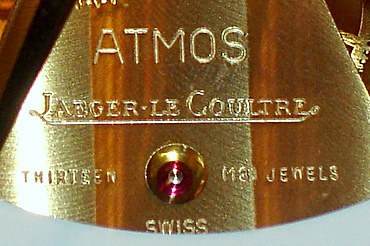 ATMOS
JAEGER-LE COULTRE
THIRTEEN JEWELS
SWISS